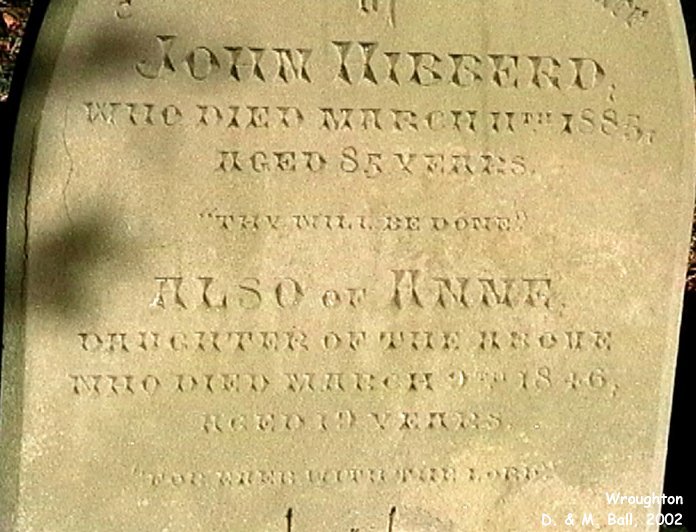 JOHN HIBBERD,
WHO DIED MARCH 11TH 1885,
AGED 85 YEARS.
"THY WILL BE DONE"
ALSO OF ANNE,
DAUGHTER OF THE ABOVE
WHO DIED MARCH 9TH 1846,
AGED 19 YEARS.
"FOR EVER WITH THE LORD"
Wroughton
D. & M. Ball, 2002